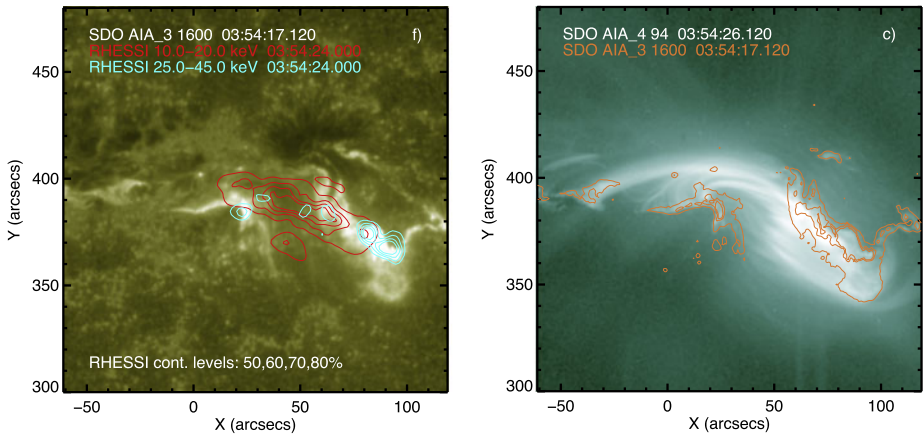 SDO AIA_3 1600  03:54:17.120
f)
RHESSI 10.0−20.0 keV  03:54:24.000
RHESSI 25.0−45.0 keV  03:54:24.000
RHESSI cont. levels: 50,60,70,80%
450
400
350
300
Y (arcsecs)
−50
0
50
100
X (arcsecs)
SDO AIA_4 94  03:54:26.120
c)
SDO AIA_3 1600  03:54:17.120
450
400
350
300
Y (arcsecs)
−50
0
50
100
X (arcsecs)